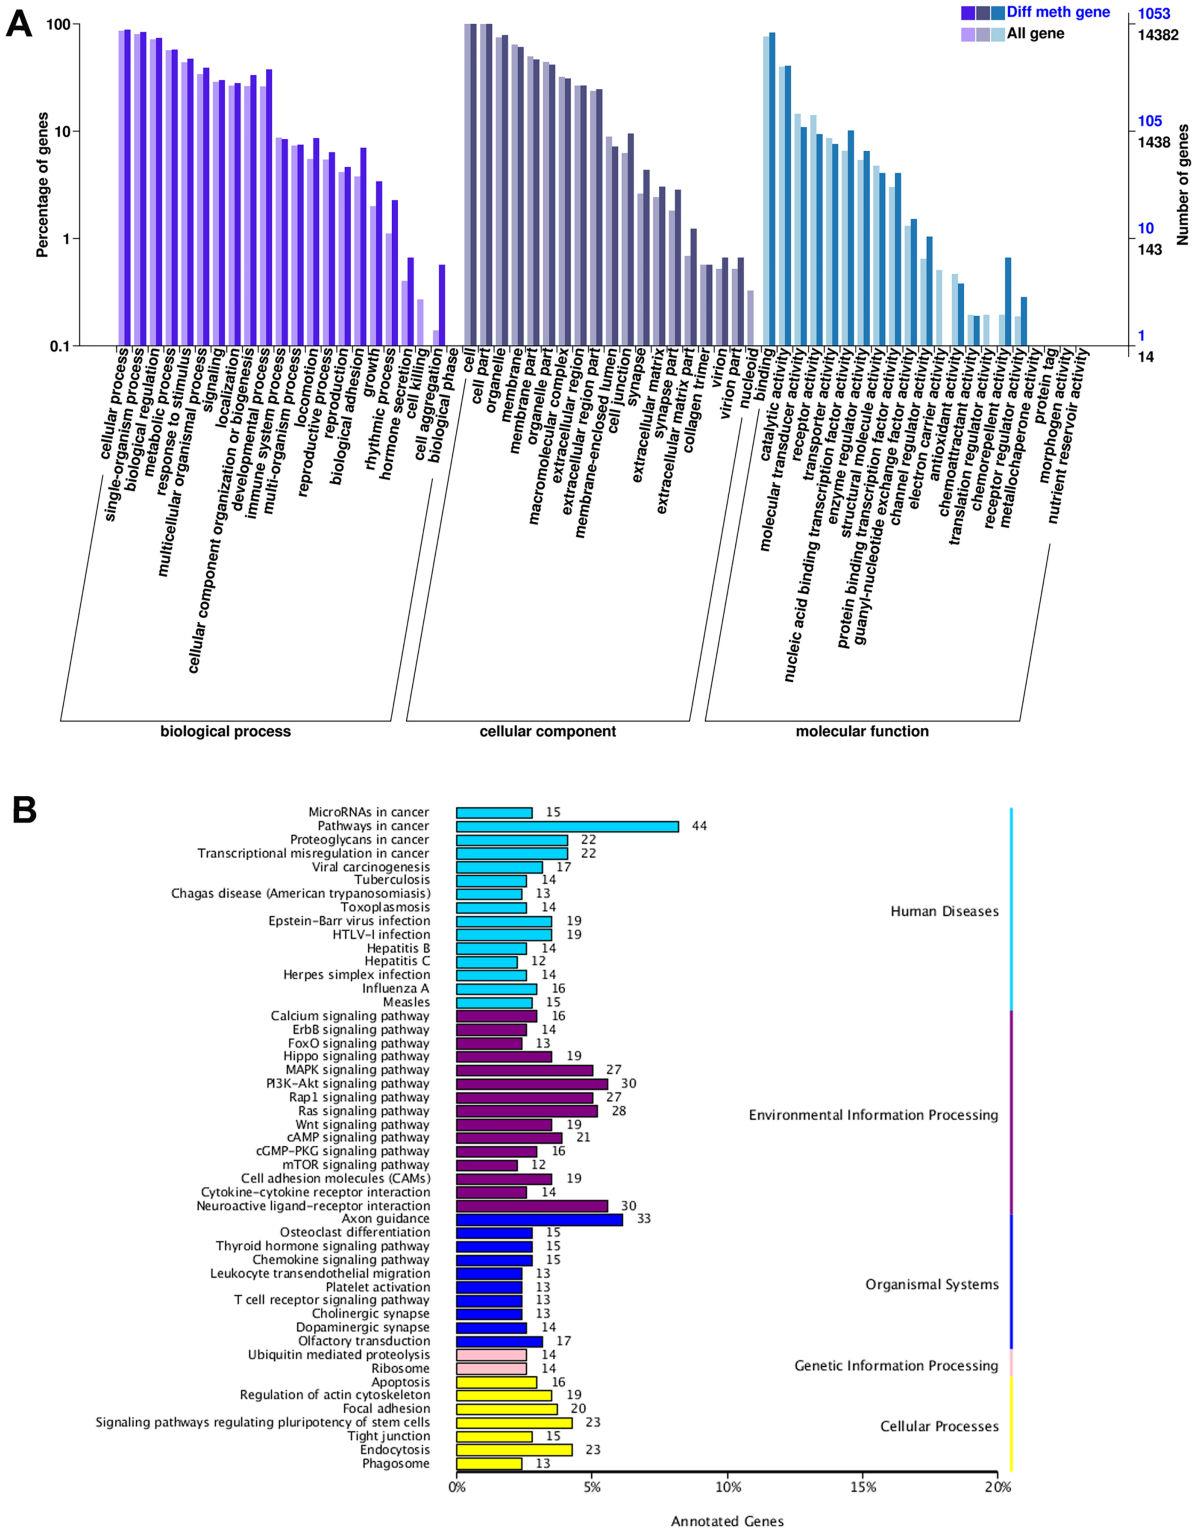 A
Diff meth gene
All gene
Percentage of genes
100
10
1
0.1
1053
14382
105
1438
10
143
1
14
Number of genes
cellular process
single-organism process
biological regulation
metabolic process
response to stimulus
multicellular organismal process
signaling
localization
cellular component organization or biogenesis
developmental process
immune system process
multi-organism process
locomotion
reproductive process
reproduction
biological adhesion
growth
rhythmic process
hormone secretion
cell killing
cell aggregation
biological phase
cell
cell part
organelle
membrane
membrane part
organelle part
macromolecular complex
extracellular region
extracellular region part
membrane-enclosed lumen
cell junction
synapse
extracellular matrix
synapse part
extracellular matrix part
collagen trimer
virion
virion part
nucleoid
binding
catalytic activity
molecular transducer activity
receptor activity
transporter activity
nucleic acid binding transcription factor activity
enzyme regulator activity
structural molecule activity
protein binding transcription factor activity
guanyl-nucleotide exchange factor activity
channel regulator activity
electron carrier activity
antioxidant activity
chemoattractant activity
translation regulator activity
chemorepellent activity
receptor regulator activity
metallochaperone activity
protein tag
morphogen activity
nutrient reservoir activity
biological process
cellular component
molecular function
B
MicroRNAs in cancer 15
Pathways in cancer 44
Proteoglycans in cancer 22
Transcriptional misregulation in cancer 22
Viral carcinogenesis 17
Tuberculosis 14
Chagas disease (American trypanosomiasis) 13
Toxoplasmosis 14
Epstein-Barr virus infection 19
HTLV-I infection 19
Hepatitis B 14
Hepatitis C 12
Herpes simplex infection 14
Influenza A 16
Measles 15
Human Diseases
Calcium signaling pathway 16
ErbB signaling pathway 14
FoxO signaling pathway 13
Hippo signaling pathway 19
MAPK signaling pathway 27
PI3K-Akt signaling pathway 30
Rap1 signaling pathway 27
Ras signaling pathway 28
Wnt signaling pathway 19
cAMP signaling pathway 21
cGMP-PKG signaling pathway 16
mTOR signaling pathway 12
Cell adhesion molecules (CAMs) 19
Cytokine-cytokine receptor interaction 14
Neuroactive ligand-receptor interaction 30
Environmental Information Processing
Axon guidance 33
Osteoclast differentiation 15
Thyroid hormone signaling pathway 15
Chemokine signaling pathway 15
Leukocyte transendothelial migration 13
Platelet activation 13
T cell receptor signaling pathway 13
Cholinergic synapse 13
Dopaminergic synapse 14
Olfactory transduction 17
Organismal Systems
Ubiquitin mediated proteolysis 14
Ribosome 14
Genetic Information Processing
Apoptosis 16
Regulation of actin cytoskeleton 19
Focal adhesion 20
Signaling pathways regulating pluripotency of stem cells 23
Tight junction 15
Endocytosis 23
Phagosome 13
Cellular Processes
0% 5% 10% 15% 20%
Annotated Genes